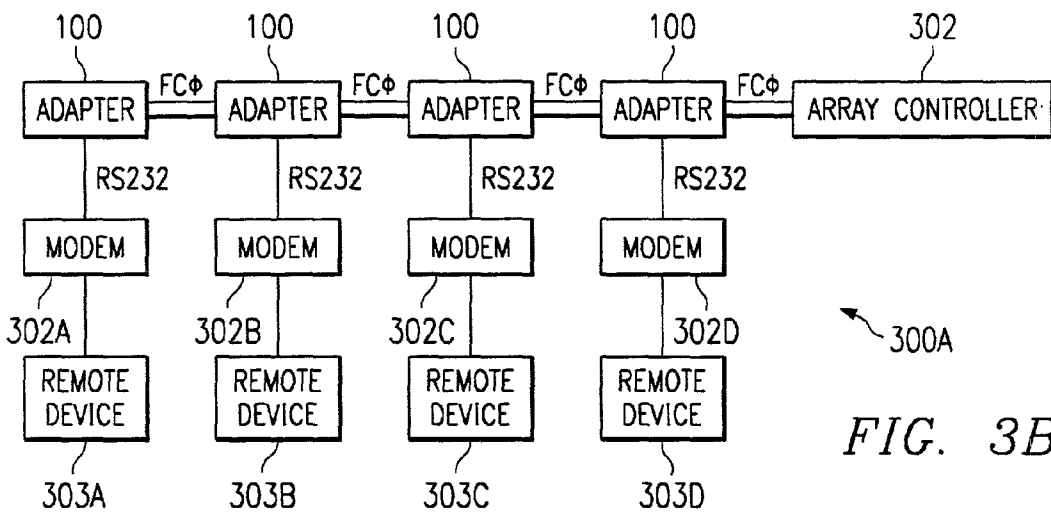 100 100 100 100 302
FCΦ FCΦ FCΦ FCΦ
ADAPTER ADAPTER ADAPTER ADAPTER ARRAY CONTROLLER
RS232 RS232 RS232 RS232
MODEM MODEM MODEM MODEM
302A 302B 302C 302D
300A
REMOTE REMOTE REMOTE REMOTE
DEVICE DEVICE DEVICE DEVICE
FIG. 3B
303A 303B 303C 303D